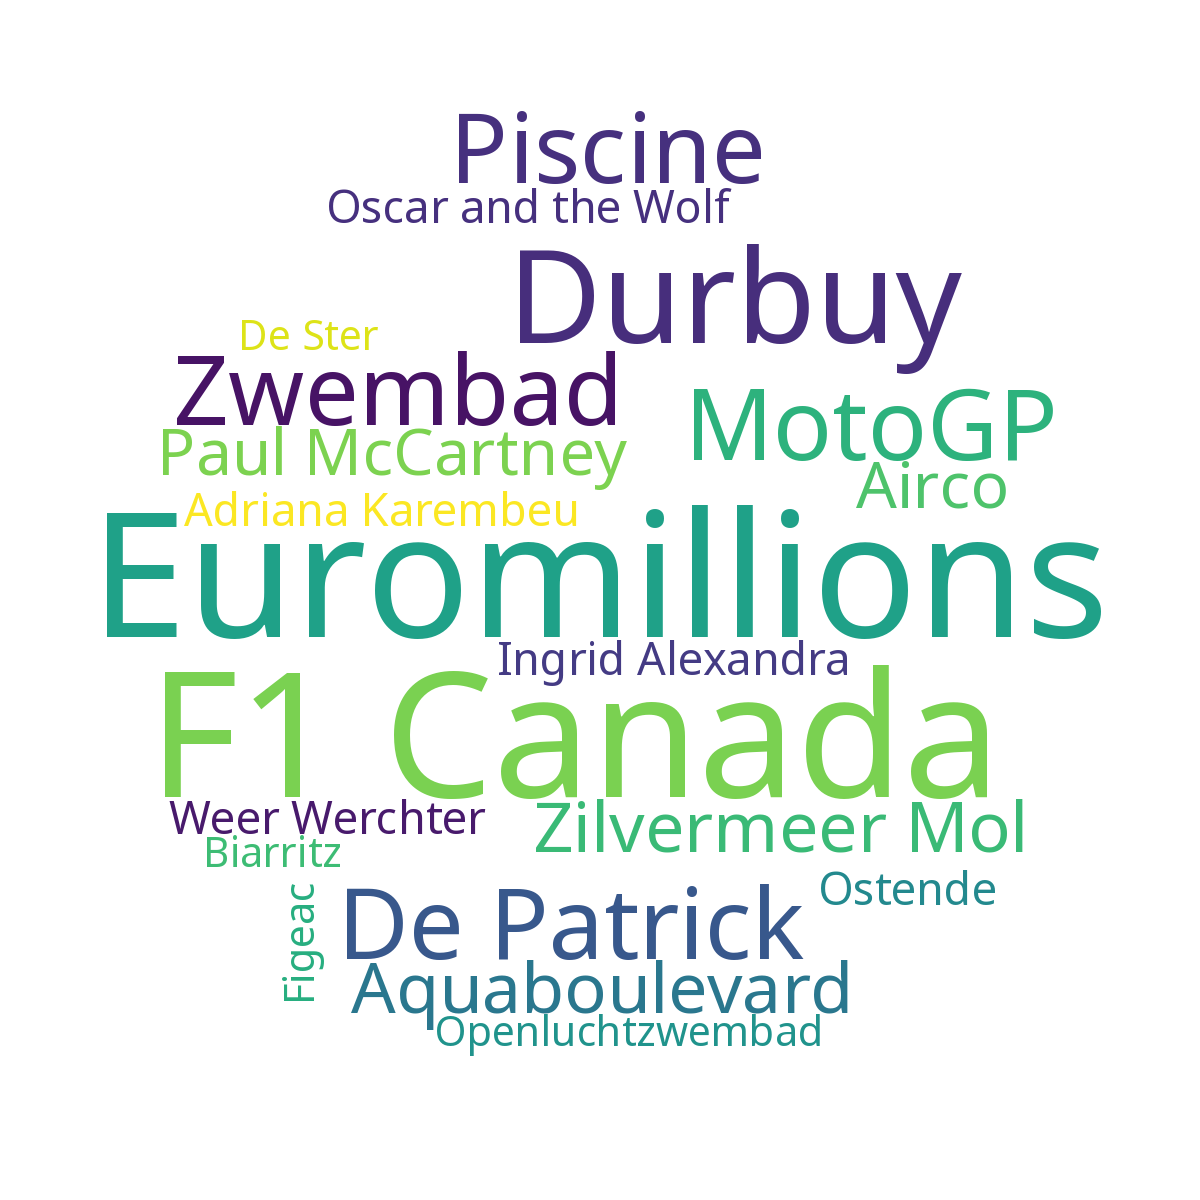 Piscine
Oscar and the Wolf
Durbuy
De Ster
Zwembad
MotoGP
Paul McCartney
Airco
Adriana Karembeu
Euromillions
Ingrid Alexandra
F1 Canada
Weer Werchter
Zilvermeer Mol
Biarritz
Ostende
Figeac
De Patrick
Aquaboulevard
Openluchtzwembad